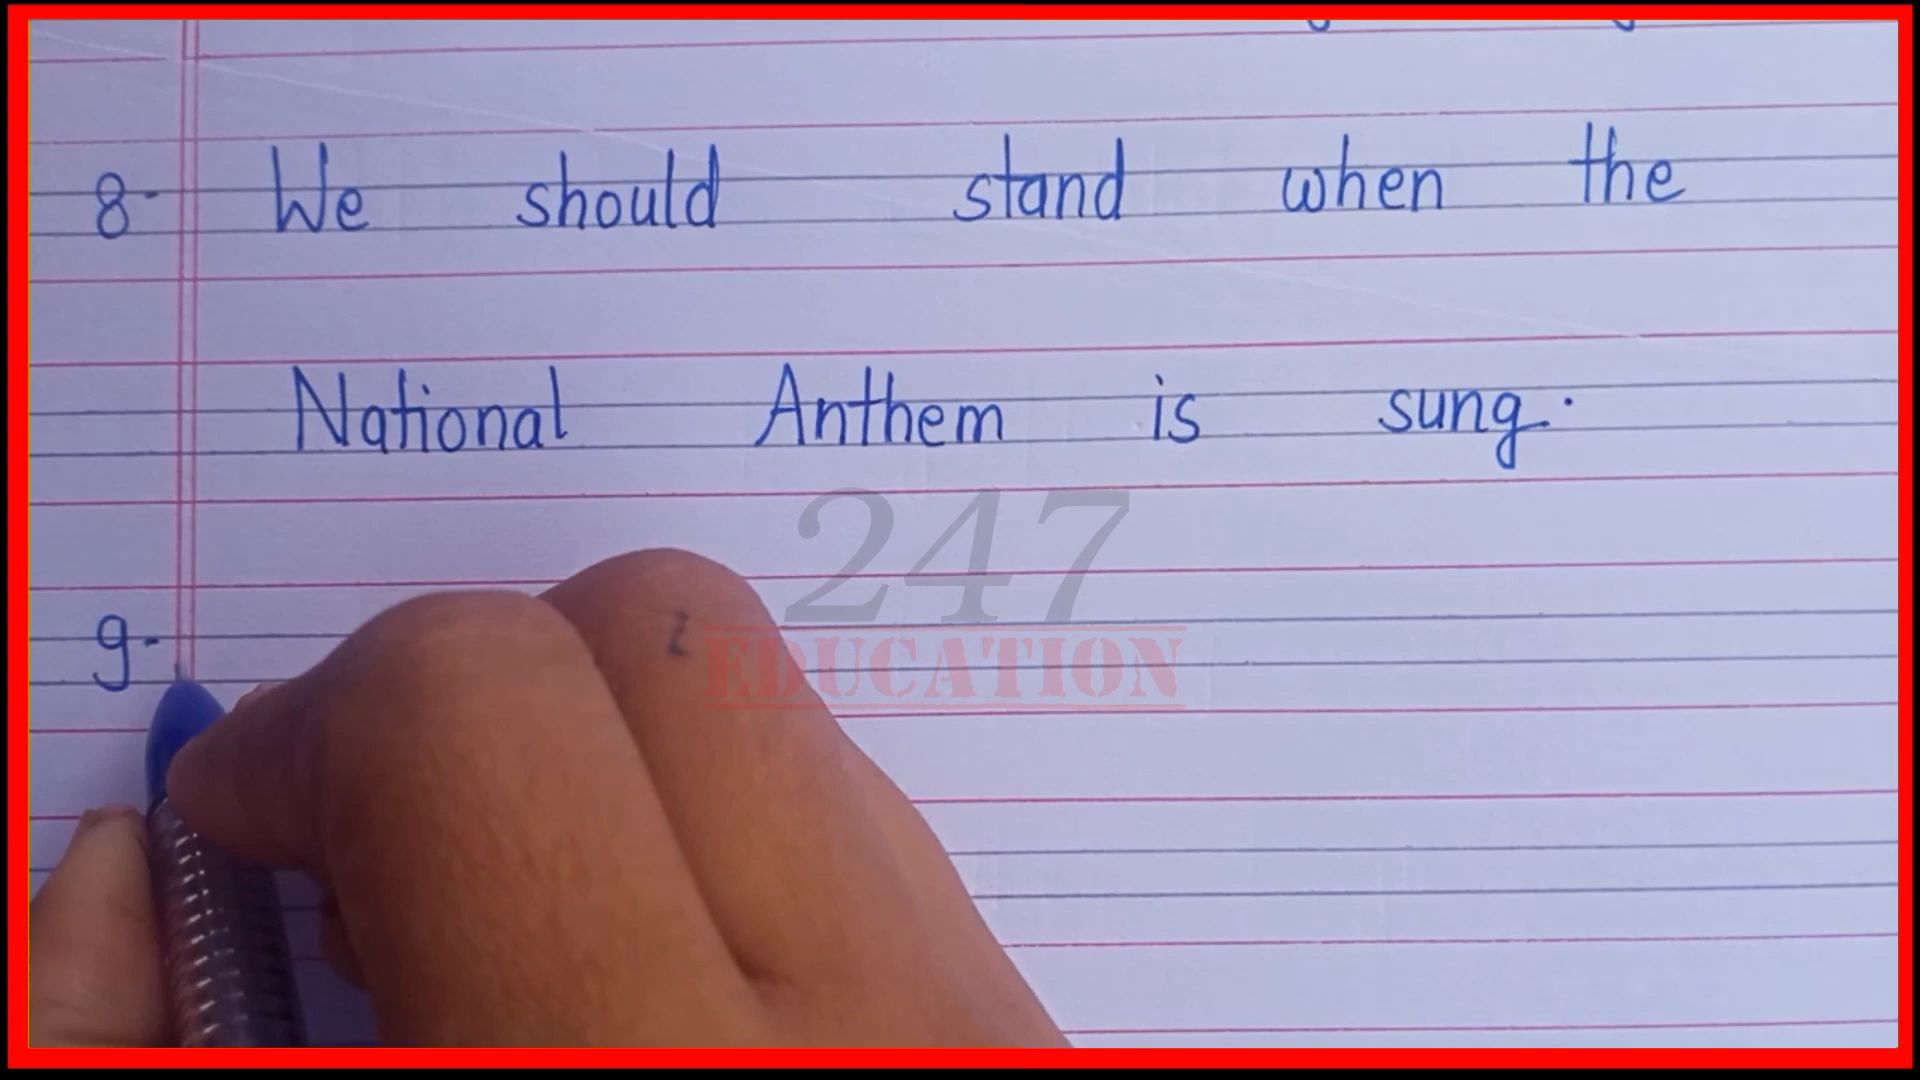 8- We should stand when the
National Anthem is sung.
247
EDUCATION
9-